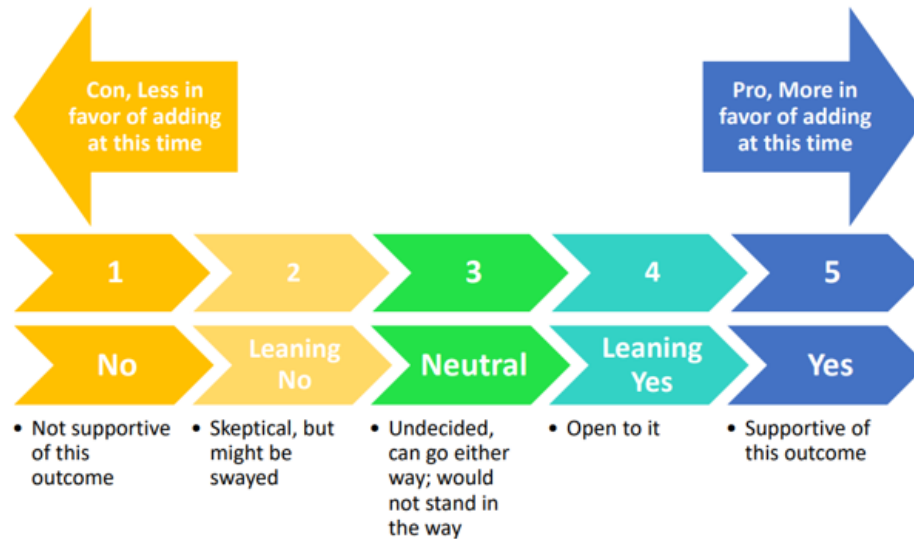 Con, Less in
favor of adding
at this time
Pro, More in
favor of adding
at this time
1
2
3
4
5
No
Leaning
No
Neutral
Leaning
Yes
Yes
• Not supportive
of this
outcome
• Skeptical, but
might be
swayed
• Undecided,
can go either
way; would
not stand in
the way
• Open to it
• Supportive of
this outcome